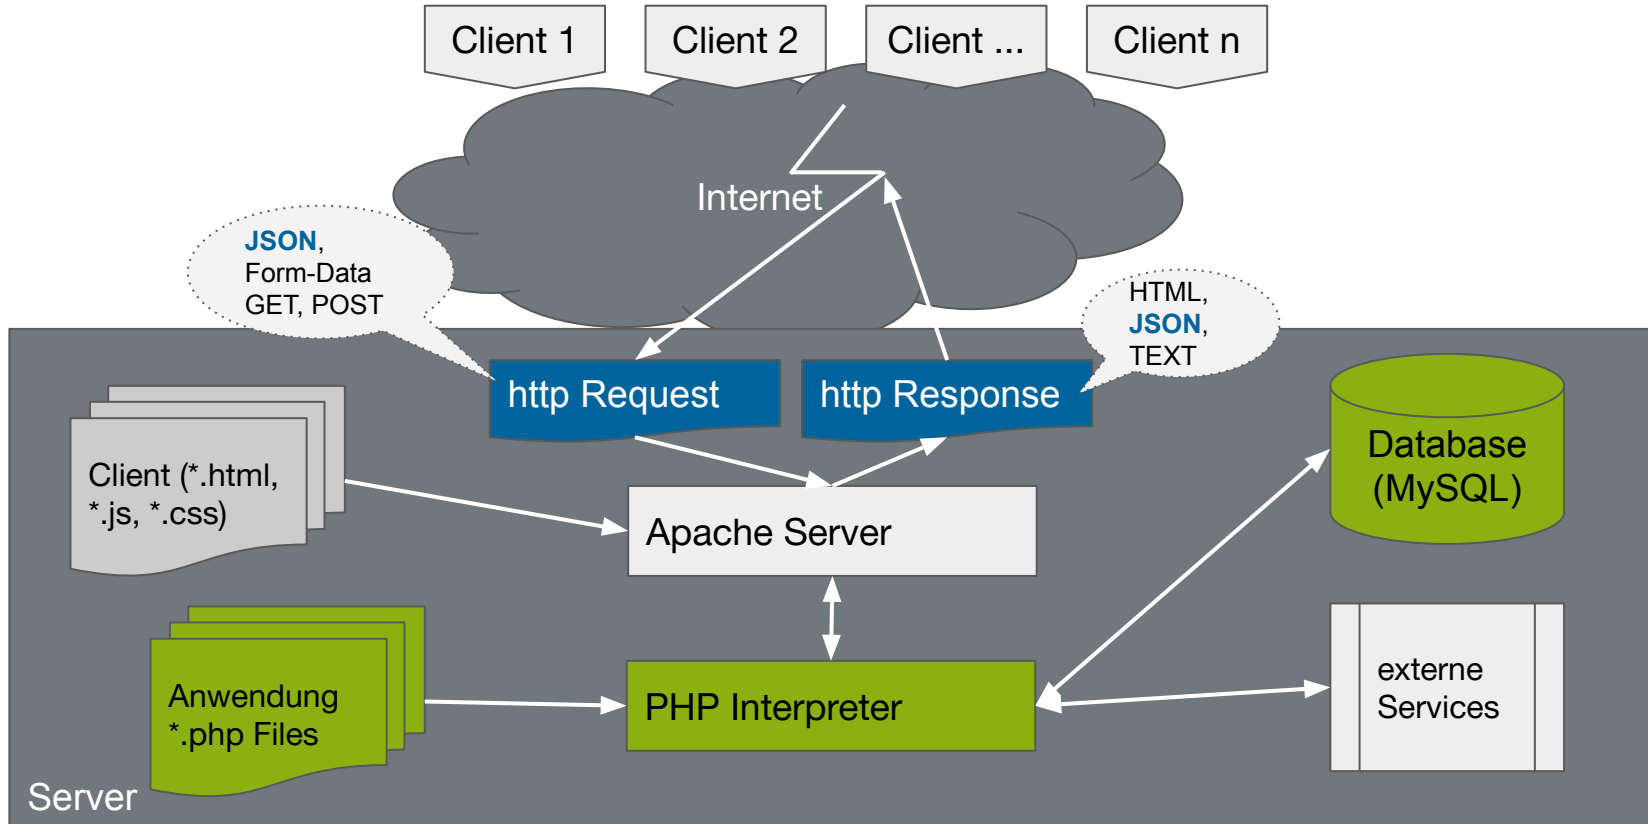 Client 1
Client 2
Client ...
Client n
Internet
JSON,
Form-Data
GET, POST
HTML,
JSON,
TEXT
http Request
http Response
Client (*.html,
*.js, *.css)
Apache Server
Database
(MySQL)
Anwendung
*.php Files
PHP Interpreter
externe
Services
Server